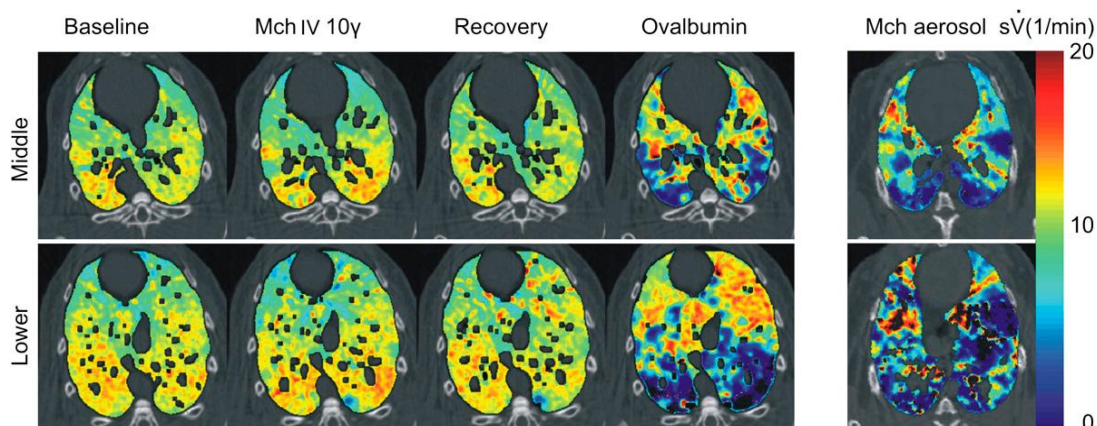 Baseline
Mch IV 10γ
Recovery
Ovalbumin
Mch aerosol
sV̇(1/min)
Middle
Lower
20
10
0